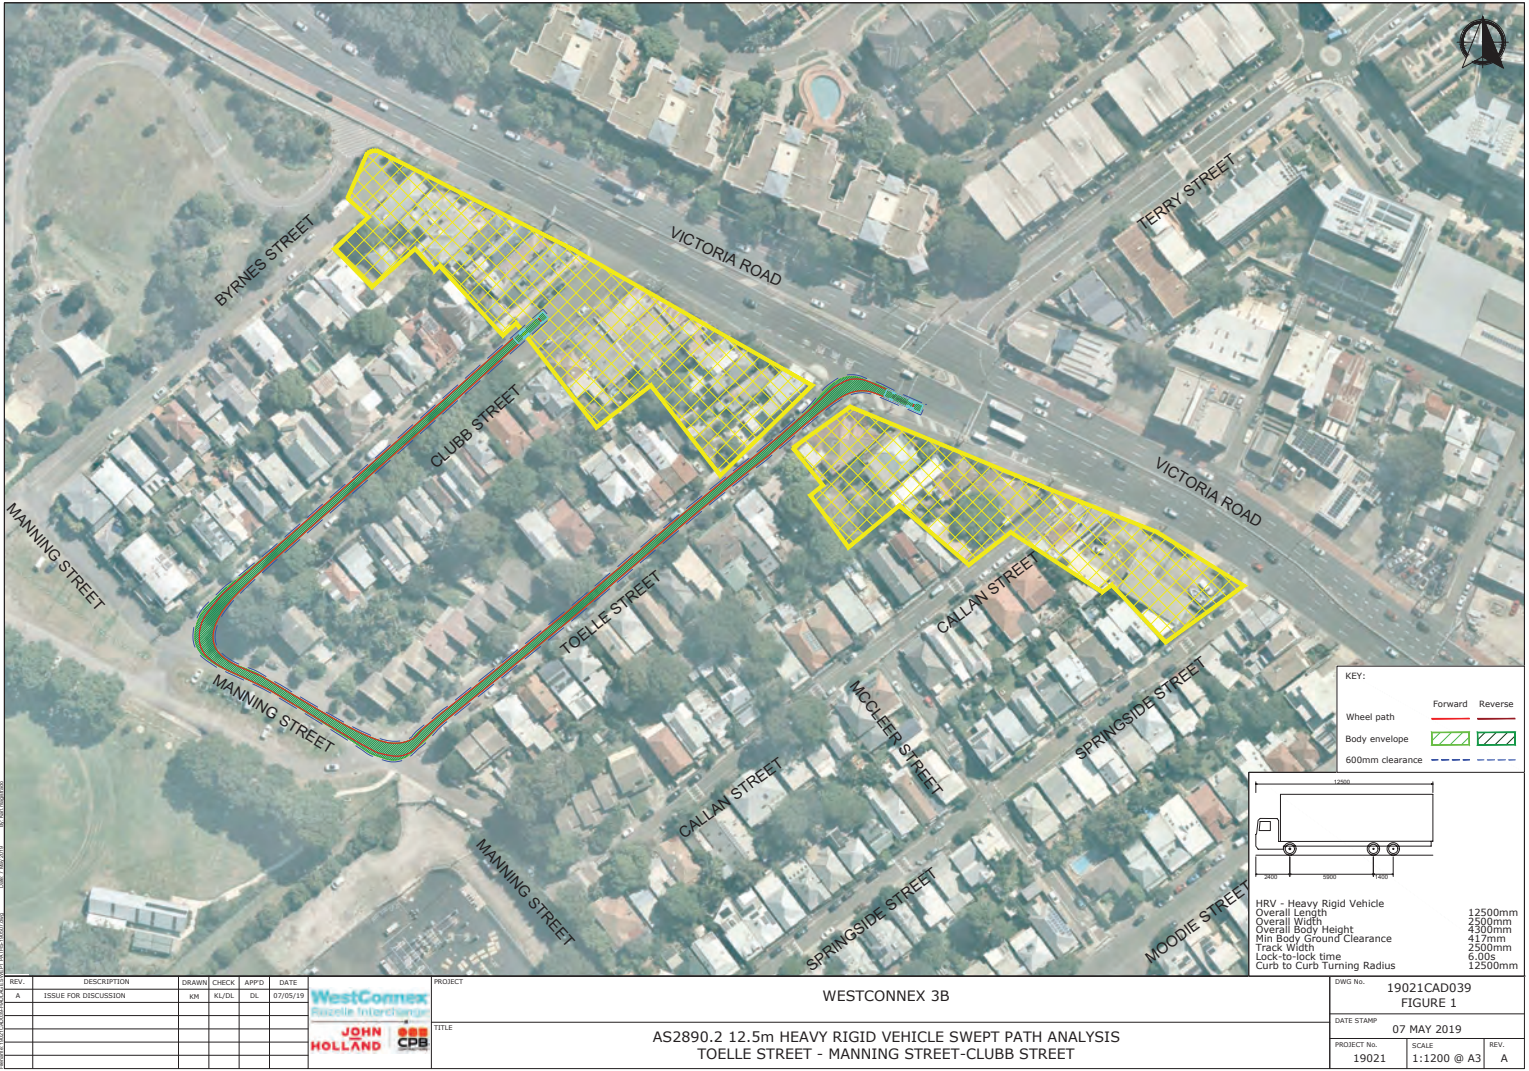 VICTORIA ROAD
TERRY STREET
BYRNES STREET
CLUBB STREET
VICTORIA ROAD
MANNING STREET
TOELLE STREET
CALLAN STREET
MANNING STREET
MCCLEER STREET
SPRINGSIDE STREET
CALLAN STREET
MANNING STREET
SPRINGSIDE STREET
MOODIE STREET
KEY:
Forward Reverse
Wheel path
Body envelope
600mm clearance
12500
2400 5900 1400
HRV - Heavy Rigid Vehicle
Overall Length 12500mm
Overall Width 2500mm
Overall Body Height 4300mm
Min Body Ground Clearance 417mm
Track Width 2500mm
Lock-to-lock time 6.00s
Curb to Curb Turning Radius 12500mm
REV. DESCRIPTION DRAWN CHECK APP'D DATE
A ISSUE FOR DISCUSSION KM KL/DL DL 07/05/19
WestConnex
Rozelle Interchange
JOHN HOLLAND
CPB
PROJECT
WESTCONNEX 3B
TITLE
AS2890.2 12.5m HEAVY RIGID VEHICLE SWEPT PATH ANALYSIS
TOELLE STREET - MANNING STREET-CLUBB STREET
DWG No.
19021CAD039
FIGURE 1
DATE STAMP
07 MAY 2019
PROJECT No. SCALE REV.
19021 1:1200 @ A3 A